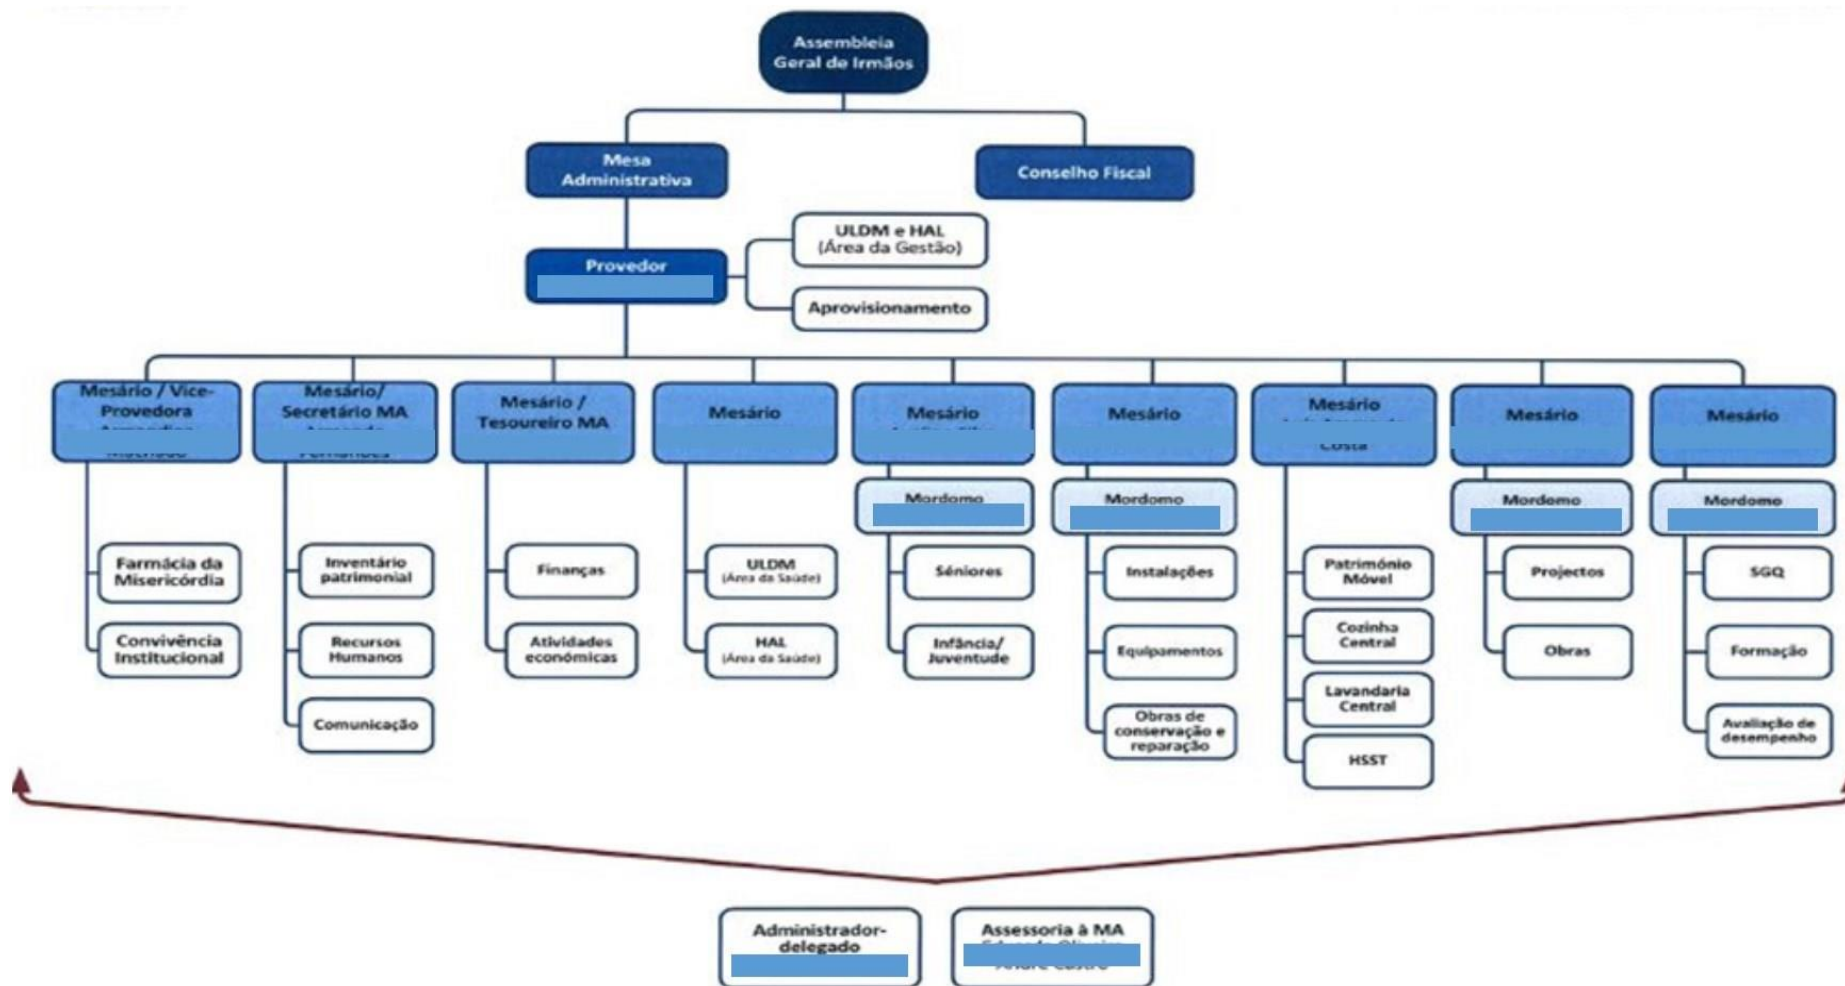 Assembleia
Geral de Irmãos
Mesa
Administrativa
Conselho Fiscal
ULDM e HAL
(Área da Gestão)
Provedor
Aprovisionamento
Mesário / Vice-
Provedora
Mesário/
Secretário MA
Mesário /
Tesoureiro MA
Mesário
Mesário
Mesário
Mesário
Costa
Mesário
Mesário
Mordomo
Mordomo
Mordomo
Mordomo
Farmácia da
Misericórdia
Convivência
Institucional
Inventário
patrimonial
Recursos
Humanos
Comunicação
Finanças
Atividades
económicas
ULDM
(Área da Saúde)
HAL
(Área da Saúde)
Séniores
Infância/
Juventude
Instalações
Equipamentos
Obras de
conservação e
reparação
Património
Móvel
Cozinha
Central
Lavandaria
Central
HSST
Projectos
Obras
SGQ
Formação
Avaliação de
desempenho
Administrador-
delegado
Assessoria à MA